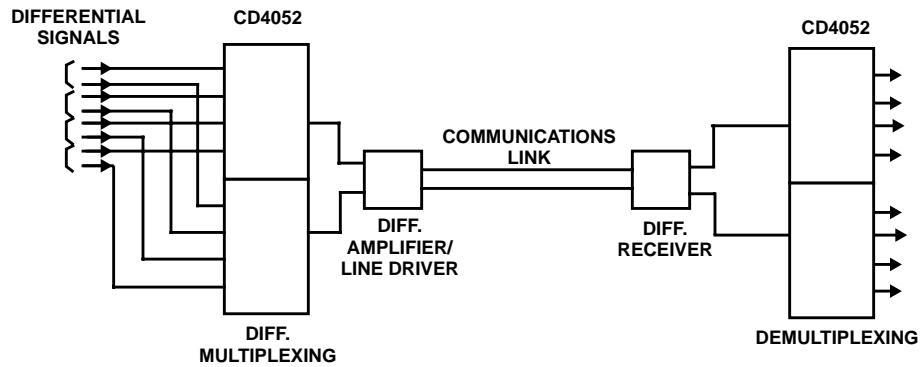 DIFFERENTIAL
SIGNALS
CD4052
CD4052
COMMUNICATIONS
LINK
DIFF.
AMPLIFIER/
LINE DRIVER
DIFF.
RECEIVER
DIFF.
MULTIPLEXING
DEMULTIPLEXING